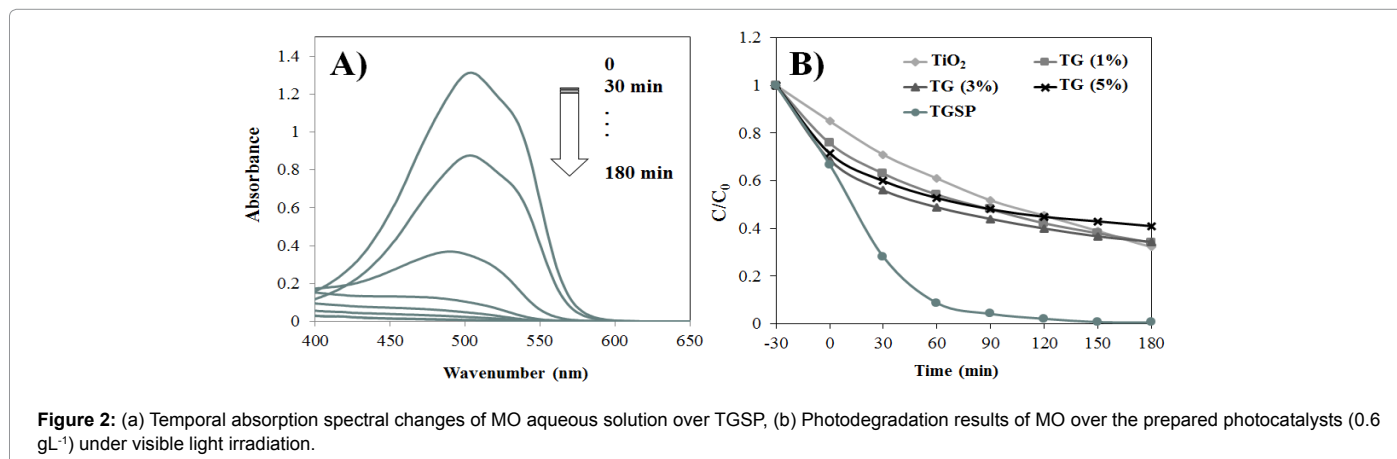 A)
0
30 min
.
.
.
180 min
1.4
1.2
1
0.8
0.6
0.4
0.2
0
Absorbance
400 450 500 550 600 650
Wavenumber (nm)
B)
TiO₂ TG (1%)
TG (3%) TG (5%)
TGSP
1.2
1
0.8
0.6
0.4
0.2
0
C/C₀
-30 0 30 60 90 120 150 180
Time (min)
Figure 2: (a) Temporal absorption spectral changes of MO aqueous solution over TGSP, (b) Photodegradation results of MO over the prepared photocatalysts (0.6
gL⁻¹) under visible light irradiation.